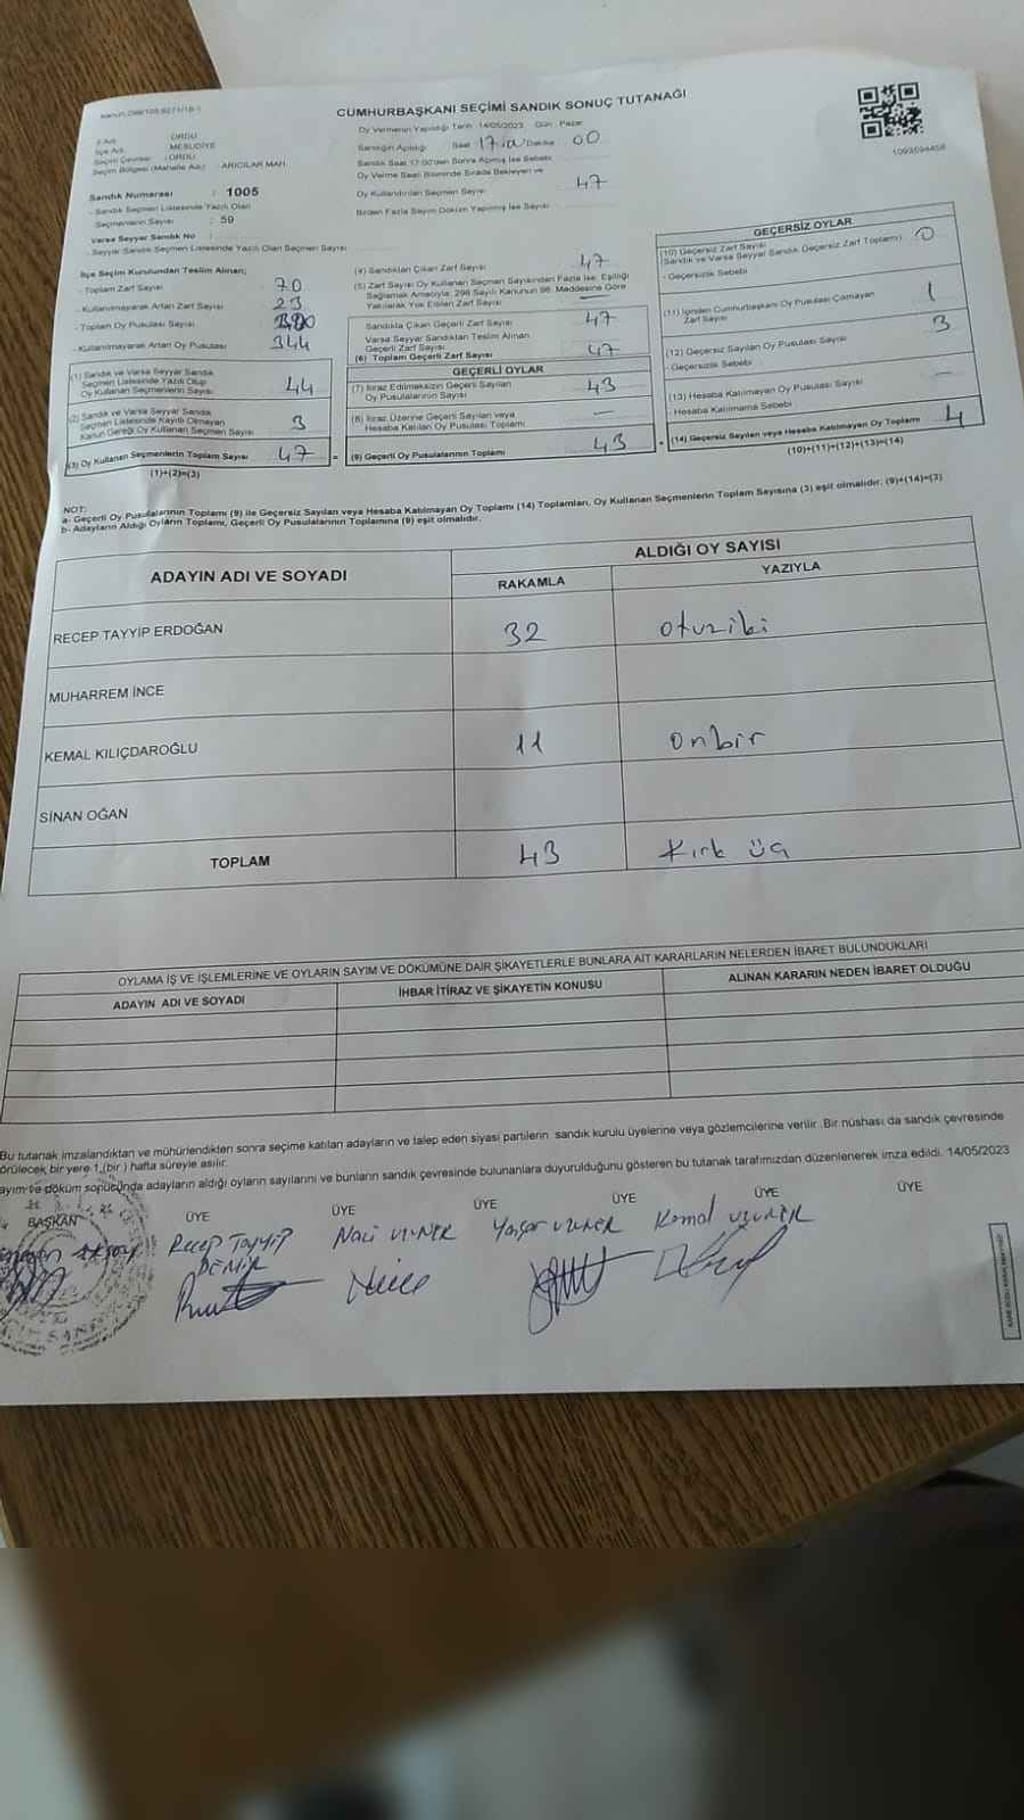 CUMHURBAŞKANI SEÇİMİ SANDIK SONUÇ TUTANAĞI
İl Adı ORDU
İlçe Adı MESUDİYE
Seçim Çevresi : ORDU
Seçim Bölgesi (Mahalle Adı) : ARICILAR MAH.
Sandık Numarası : 1005
- Sandık Seçmen Listesinde Yazılı Olan
Seçmenlerin Sayısı : 59
Varsa Seyyar Sandık No
- Seyyar Sandık Seçmen Listesinde Yazılı Olan Seçmen Sayısı
Oy Vermenin Yapıldığı Tarih : 14/05/2023 Gün : Pazar
Sandığın Açıldığı Saat 17 Dakika 00
Sandık Saat 17:00'den Sonra Açılmış İse Sebebi
Oy Verme Saati Bitiminde Sırada Bekleyen ve
Oy Kullandırılan Seçmen Sayısı 47
Birden Fazla Sayım Döküm Yapılmış İse Sayısı
1093594458
İlçe Seçim Kurulundan Teslim Alınan;
- Toplam Zarf Sayısı 70
- Kullanılmayarak Artan Zarf Sayısı 23
- Toplam Oy Pusulası Sayısı
- Kullanılmayarak Artan Oy Pusulası 344
(1) Sandık ve Varsa Seyyar Sandık
Seçmen Listesinde Yazılı Olup
Oy Kullanan Seçmenlerin Sayısı 44
(2) Sandık ve Varsa Seyyar Sandık
Seçmen Listesinde Kayıtlı Olmayan
Kanun Gereği Oy Kullanan Seçmen Sayısı 3
(3) Oy Kullanan Seçmenlerin Toplam Sayısı 47
(1)+(2)=(3)
(4) Sandıktan Çıkan Zarf Sayısı 47
(5) Zarf Sayısı Oy Kullanan Seçmen Sayısından Fazla İse; Eşitliği
Sağlamak Amacıyla, 298 Sayılı Kanunun 98. Maddesine Göre
Yakılarak Yok Edilen Zarf Sayısı —
Sandıkta Çıkan Geçerli Zarf Sayısı 47
Varsa Seyyar Sandıktan Teslim Alınan
Geçerli Zarf Sayısı
(6) Toplam Geçerli Zarf Sayısı 47
GEÇERLİ OYLAR
(7) İtiraz Edilmeksizin Geçerli Sayılan
Oy Pusulalarının Sayısı 43
(8) İtiraz Üzerine Geçerli Sayılan veya
Hesaba Katılan Oy Pusulası Toplamı —
(9) Geçerli Oy Pusulalarının Toplamı 43
GEÇERSİZ OYLAR
(10) Geçersiz Zarf Sayısı
(Sandık ve Varsa Seyyar Sandık Geçersiz Zarf Toplamı) 0
- Geçersizlik Sebebi
(11) İçinden Cumhurbaşkanı Oy Pusulası Çıkmayan
Zarf Sayısı 1
(12) Geçersiz Sayılan Oy Pusulası Sayısı 3
- Geçersizlik Sebebi
(13) Hesaba Katılmayan Oy Pusulası Sayısı —
Hesaba Katılmama Sebebi
(14) Geçersiz Sayılan veya Hesaba Katılmayan Oy Toplamı 4
(10)+(11)+(12)+(13)=(14)
NOT:
a- Geçerli Oy Pusulalarının Toplamı (9) ile Geçersiz Sayılan veya Hesaba Katılmayan Oy Toplamı (14) Toplamları, Oy Kullanan Seçmenlerin Toplam Sayısına (3) eşit olmalıdır. (9)+(14)=(3)
b- Adayların Aldığı Oyların Toplamı, Geçerli Oy Pusulalarının Toplamına (9) eşit olmalıdır.
ADAYIN ADI VE SOYADI
ALDIĞI OY SAYISI
RAKAMLA YAZIYLA
RECEP TAYYİP ERDOĞAN 32 otuziki
MUHARREM İNCE
KEMAL KILIÇDAROĞLU 11 onbir
SİNAN OĞAN
TOPLAM 43 Kırk üç
OYLAMA İŞ VE İŞLEMLERİNE VE OYLARIN SAYIM VE DÖKÜMÜNE DAİR ŞİKAYETLERLE BUNLARA AİT KARARLARIN NELERDEN İBARET BULUNDUKLARI
ADAYIN ADI VE SOYADI İHBAR İTİRAZ VE ŞİKAYETİN KONUSU ALINAN KARARIN NEDEN İBARET OLDUĞU
Bu tutanak imzalandıktan ve mühürlendikten sonra seçime katılan adayların ve talep eden siyasi partilerin sandık kurulu üyelerine veya gözlemcilerine verilir. Bir nüshası da sandık çevresinde
örülecek bir yere 1 (bir ) hafta süreyle asılır.
ayım ve döküm sonucunda adayların aldığı oyların sayılarını ve bunların sandık çevresinde bulunanlara duyurulduğunu gösteren bu tutanak tarafımızdan düzenlenerek imza edildi. 14/05/2023
BAŞKAN ÜYE ÜYE ÜYE ÜYE ÜYE ÜYE
Recep Tayyip Naci UZUNER Yaşar UZUNER Kemal UZUNER
DEMİR